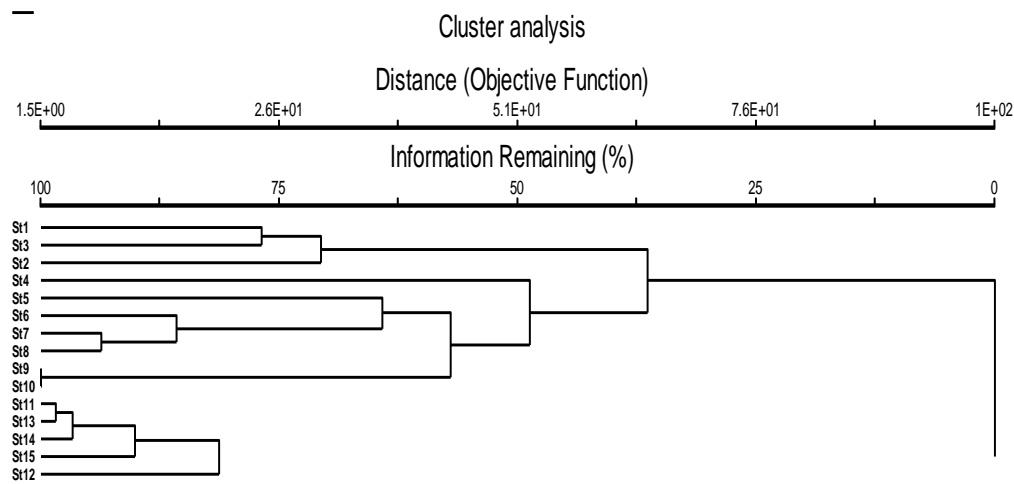 Cluster analysis
Distance (Objective Function)
1.5E+00 2.6E+01 5.1E+01 7.6E+01 1E+02
Information Remaining (%)
100 75 50 25 0
St1
St3
St2
St4
St5
St6
St7
St8
St9
St10
St11
St13
St14
St15
St12